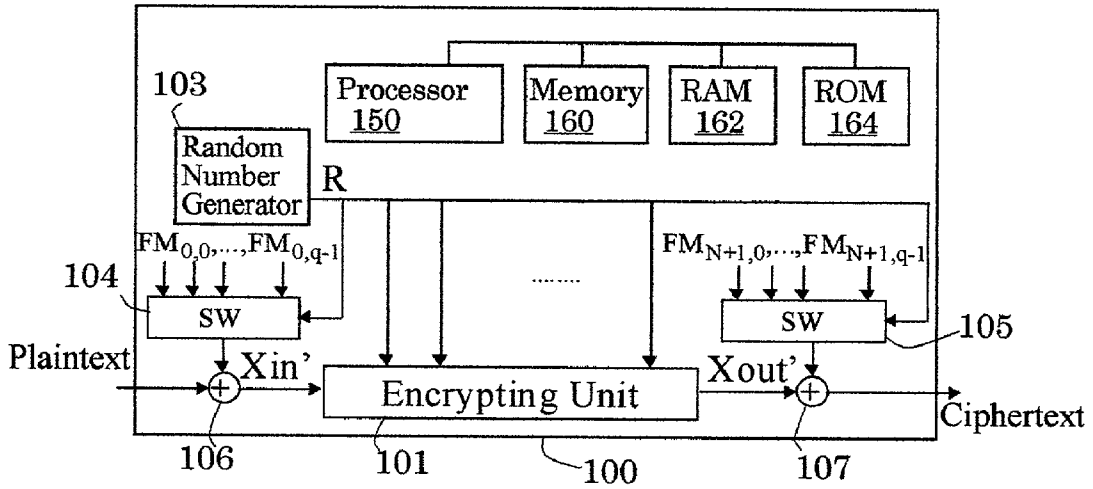 Processor
150
Memory
160
RAM
162
ROM
164
103
Random
Number
Generator
R
FM0,0,...,FM0,q-1
FMN+1,0,...,FMN+1,q-1
........
104
SW
SW
105
Plaintext
Xin'
Encrypting Unit
Xout'
Ciphertext
106
101
100
107